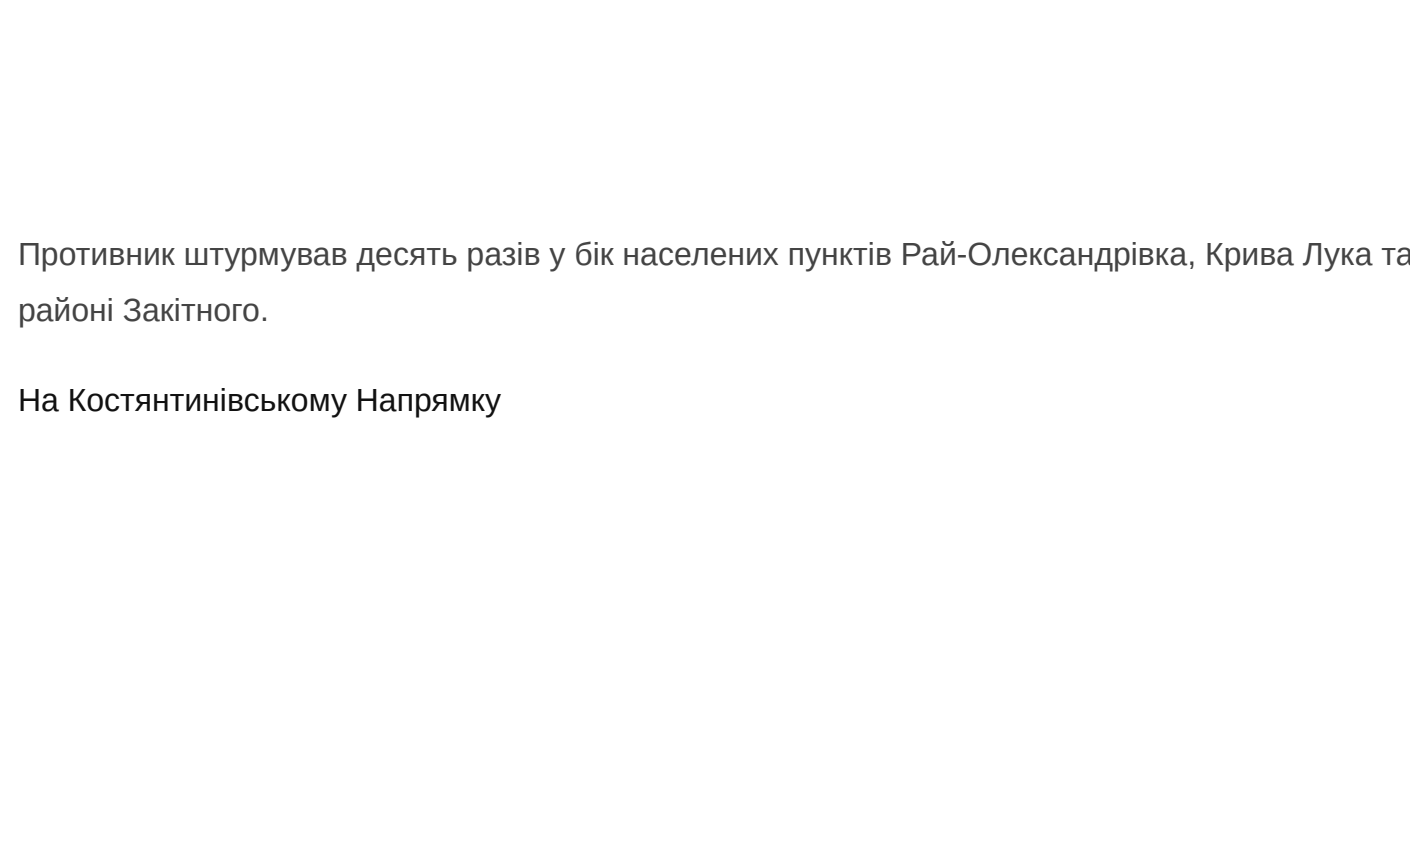 Противник штурмував десять разів у бік населених пунктів Рай-Олександрівка, Крива Лука та
районі Закітного.
На Костянтинівському Напрямку